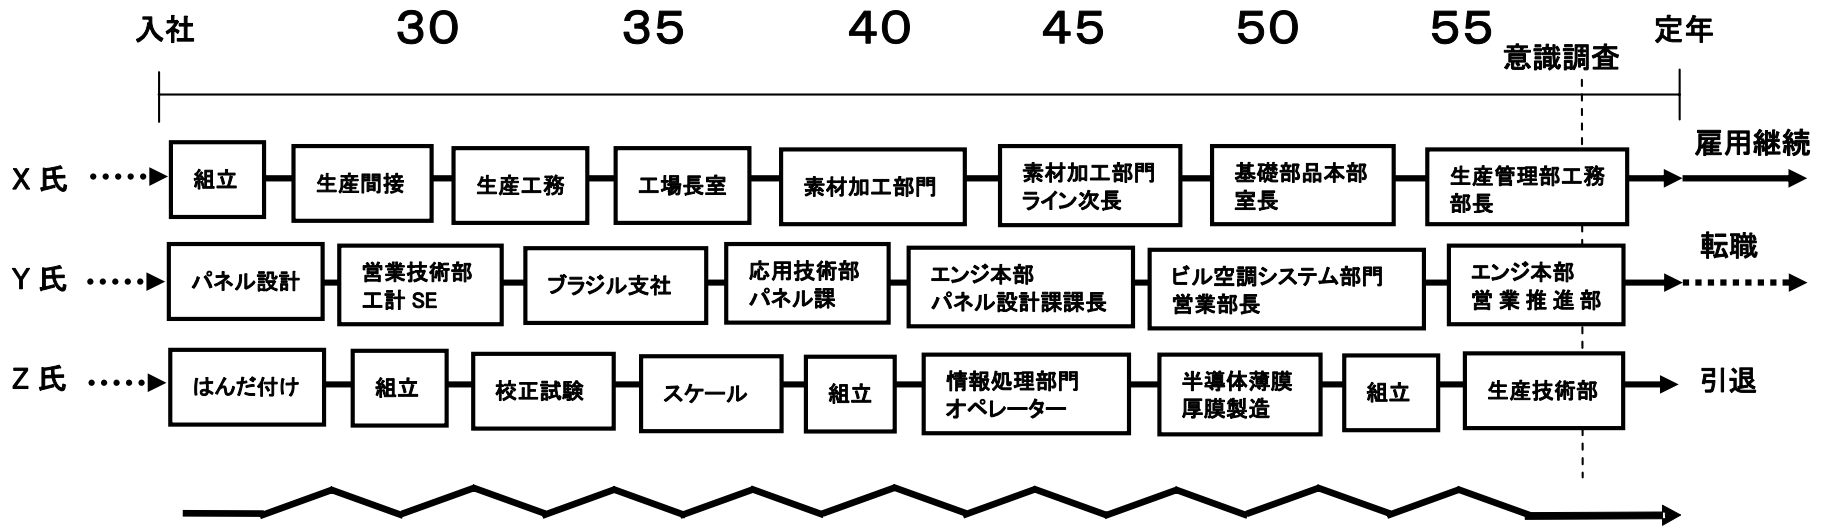 入社 30 35 40 45 50 55 定年
意識調査
雇用継続
X 氏 組立 生産間接 生産工務 工場長室 素材加工部門 素材加工部門 基礎部品本部 生産管理部工務
ライン次長 室長 部長
転職
Y 氏 パネル設計 営業技術部 ブラジル支社 応用技術部 エンジ本部 ビル空調システム部門 エンジ本部
工計 SE パネル課 パネル設計課課長 営業部長 営業推進部
Z 氏 はんだ付け 組立 校正試験 スケール 組立 情報処理部門 半導体薄膜 組立 生産技術部 引退
オペレーター 厚膜製造